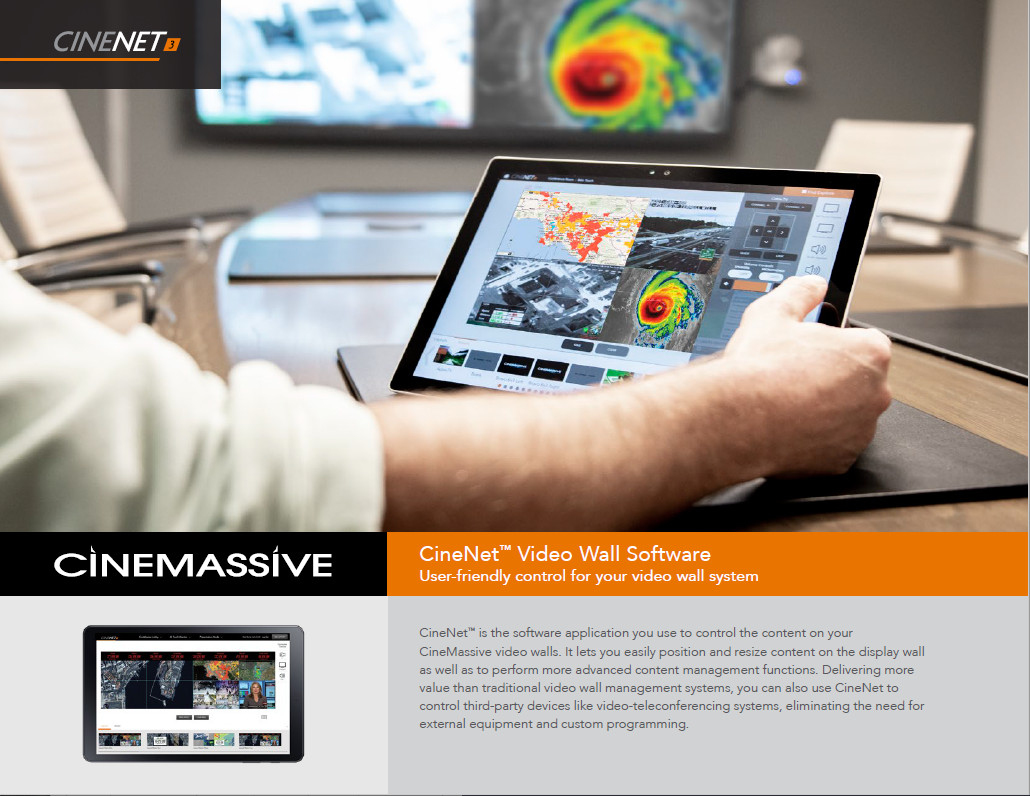 CINENET 3
CINEMASSIVE
CineNet™ Video Wall Software
User-friendly control for your video wall system
CineNet™ is the software application you use to control the content on your
CineMassive video walls. It lets you easily position and resize content on the display wall
as well as to perform more advanced content management functions. Delivering more
value than traditional video wall management systems, you can also use CineNet to
control third-party devices like video-teleconferencing systems, eliminating the need for
external equipment and custom programming.